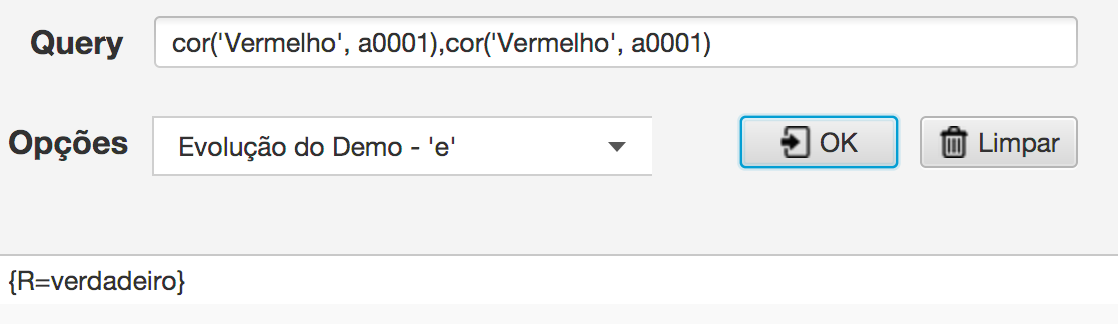 Query cor('Vermelho', a0001),cor('Vermelho', a0001)
Opções Evolução do Demo - 'e' OK Limpar
{R=verdadeiro}